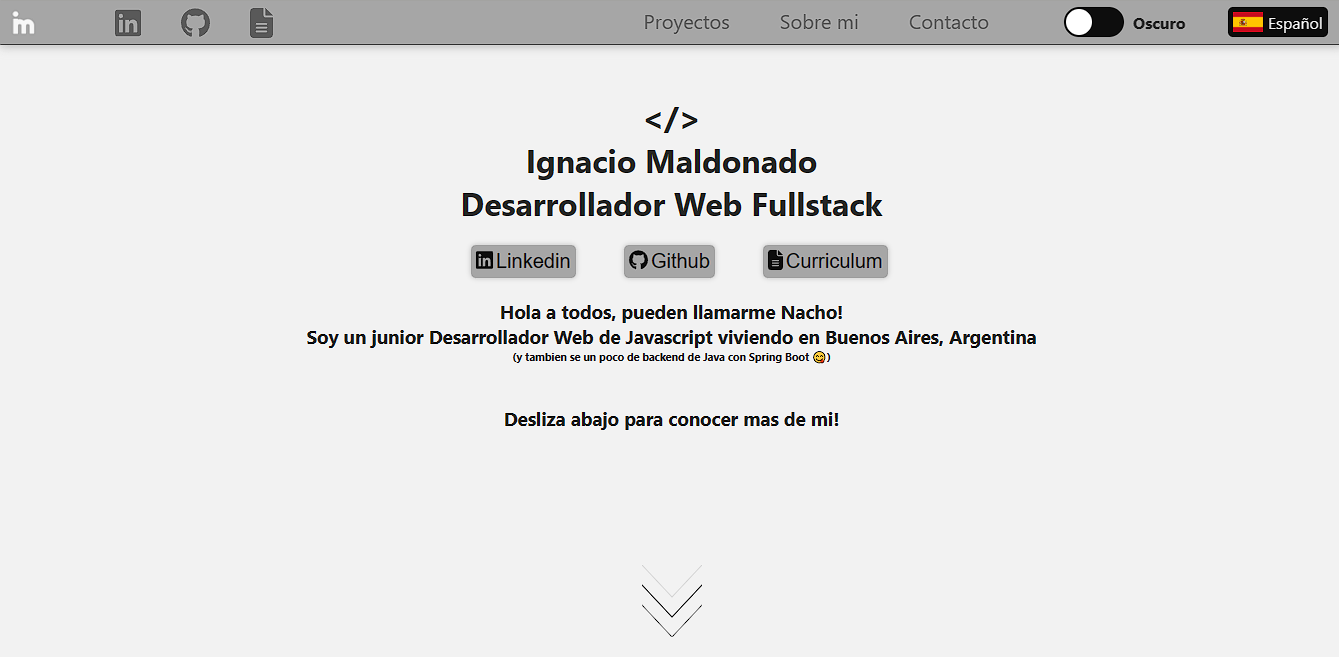 im
Proyectos
Sobre mi
Contacto
Oscuro
Español
</>
Ignacio Maldonado
Desarrollador Web Fullstack
Linkedin
Github
Curriculum
Hola a todos, pueden llamarme Nacho!
Soy un junior Desarrollador Web de Javascript viviendo en Buenos Aires, Argentina
(y tambien se un poco de backend de Java con Spring Boot 😋)
Desliza abajo para conocer mas de mi!